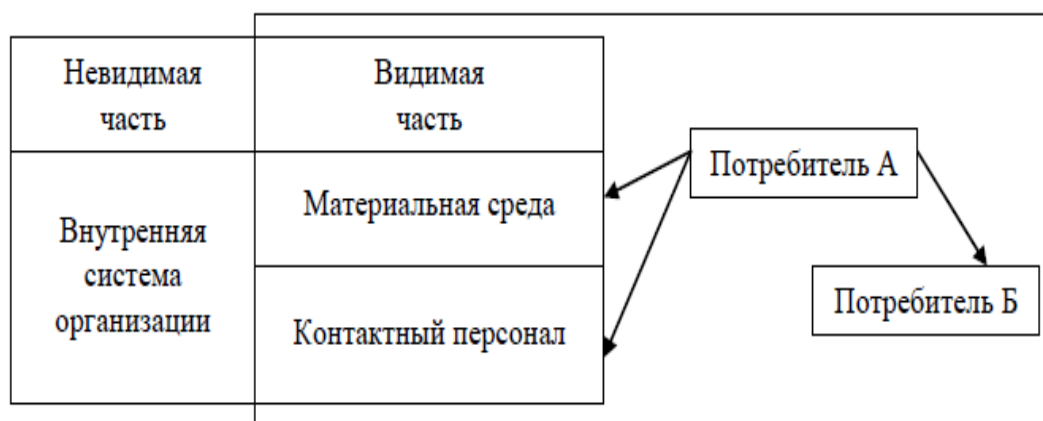 Невидимая
часть
Видимая
часть
Потребитель А
Материальная среда
Внутренняя
система
организации
Потребитель Б
Контактный персонал